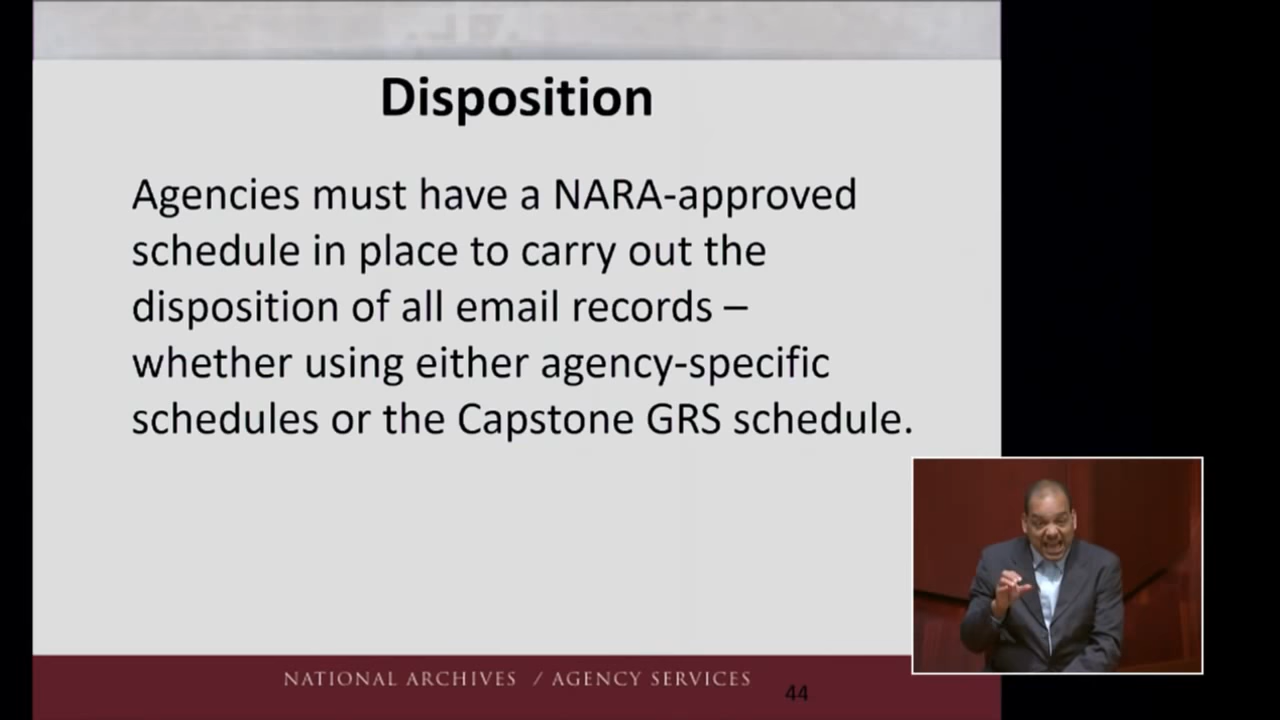 Disposition
Agencies must have a NARA-approved
schedule in place to carry out the
disposition of all email records –
whether using either agency-specific
schedules or the Capstone GRS schedule.
NATIONAL ARCHIVES / AGENCY SERVICES
44